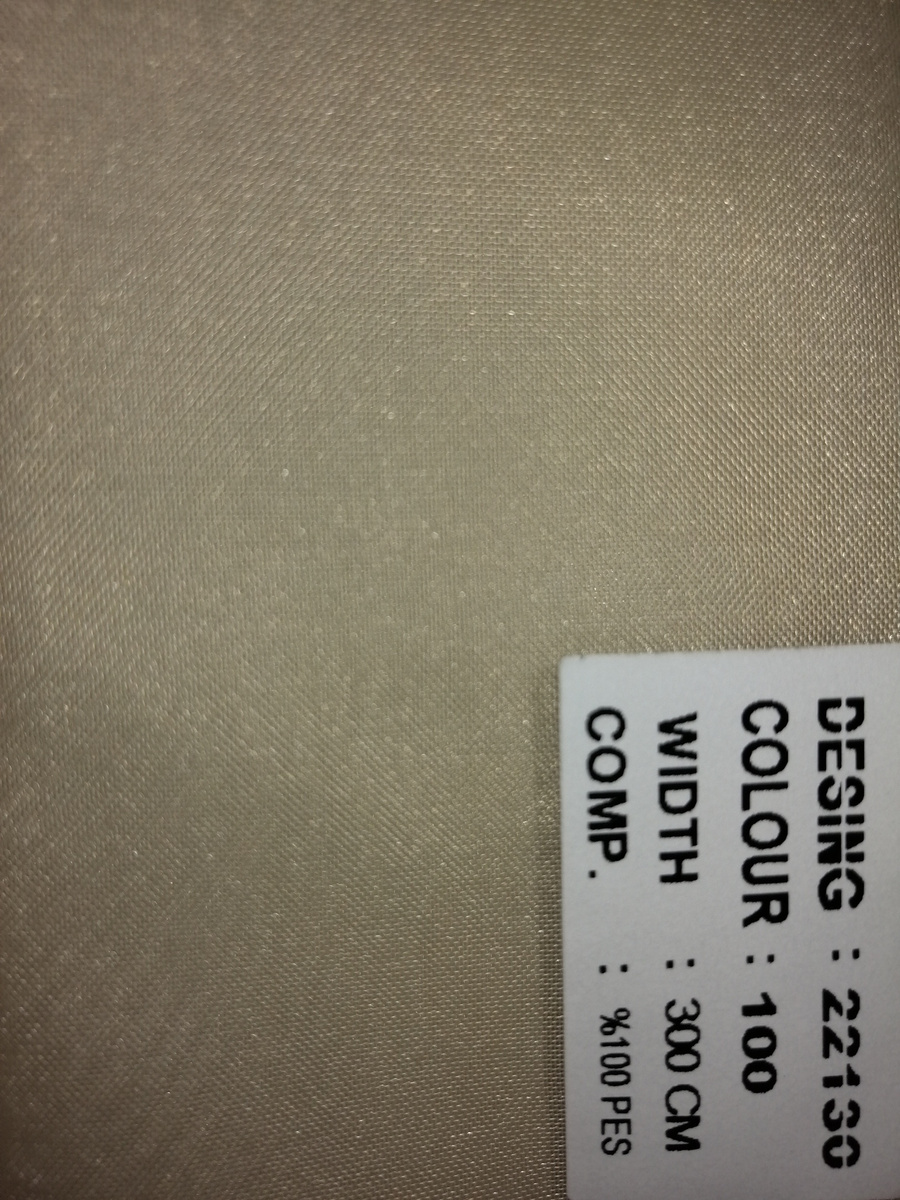 DESING : 22130
COLOUR : 100
WIDTH : 300 CM
COMP. : %100 PES